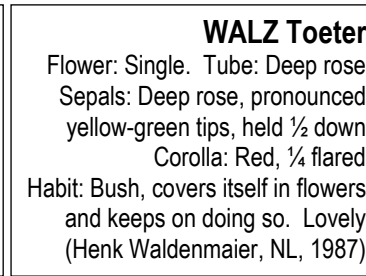 WALZ Toeter
Flower: Single.  Tube: Deep rose
Sepals: Deep rose, pronounced
yellow-green tips, held ½ down
Corolla: Red, ¼ flared
Habit: Bush, covers itself in flowers
and keeps on doing so.  Lovely
(Henk Waldenmaier, NL, 1987)